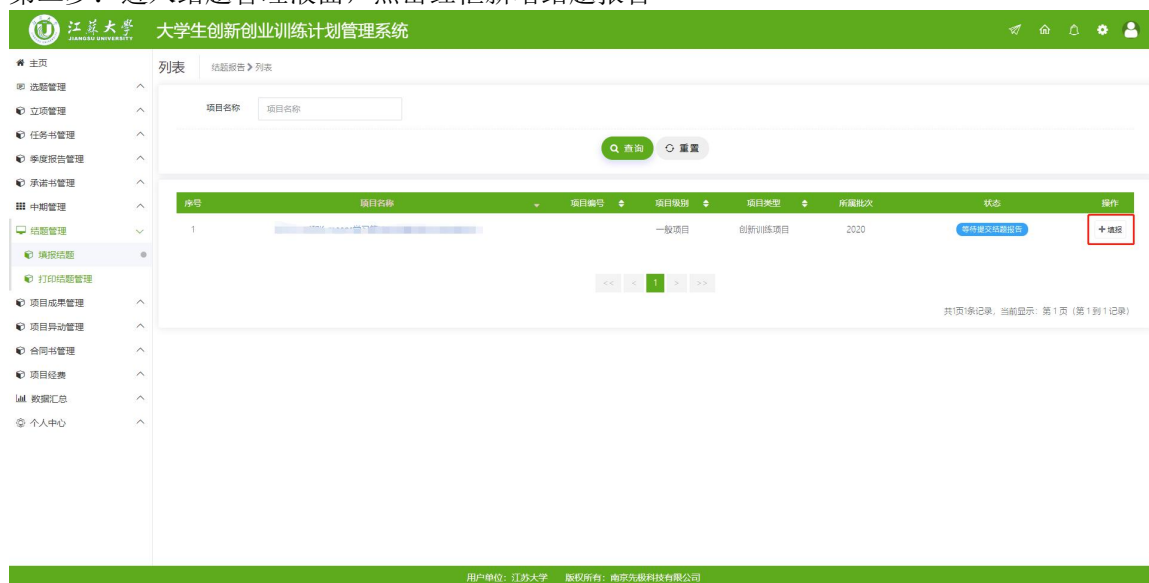 江苏大学 大学生创新创业训练计划管理系统
JIANGSU UNIVERSITY
主页
选题管理
立项管理
任务书管理
季度报告管理
承诺书管理
中期管理
结题管理
填报结题
打印结题管理
项目成果管理
项目异动管理
合同书管理
项目经费
数据汇总
个人中心
列表 结题报告 > 列表
项目名称 项目名称
查询 重置
序号 项目名称 项目编号 项目级别 项目类型 所属批次 状态 操作
1 一般项目 创新训练项目 2020 等待提交结题报告 + 填报
<< < 1 > >>
共1页1条记录, 当前显示: 第 1 页 (第 1 到 1 记录)
用户单位: 江苏大学 版权所有: 南京先极科技有限公司